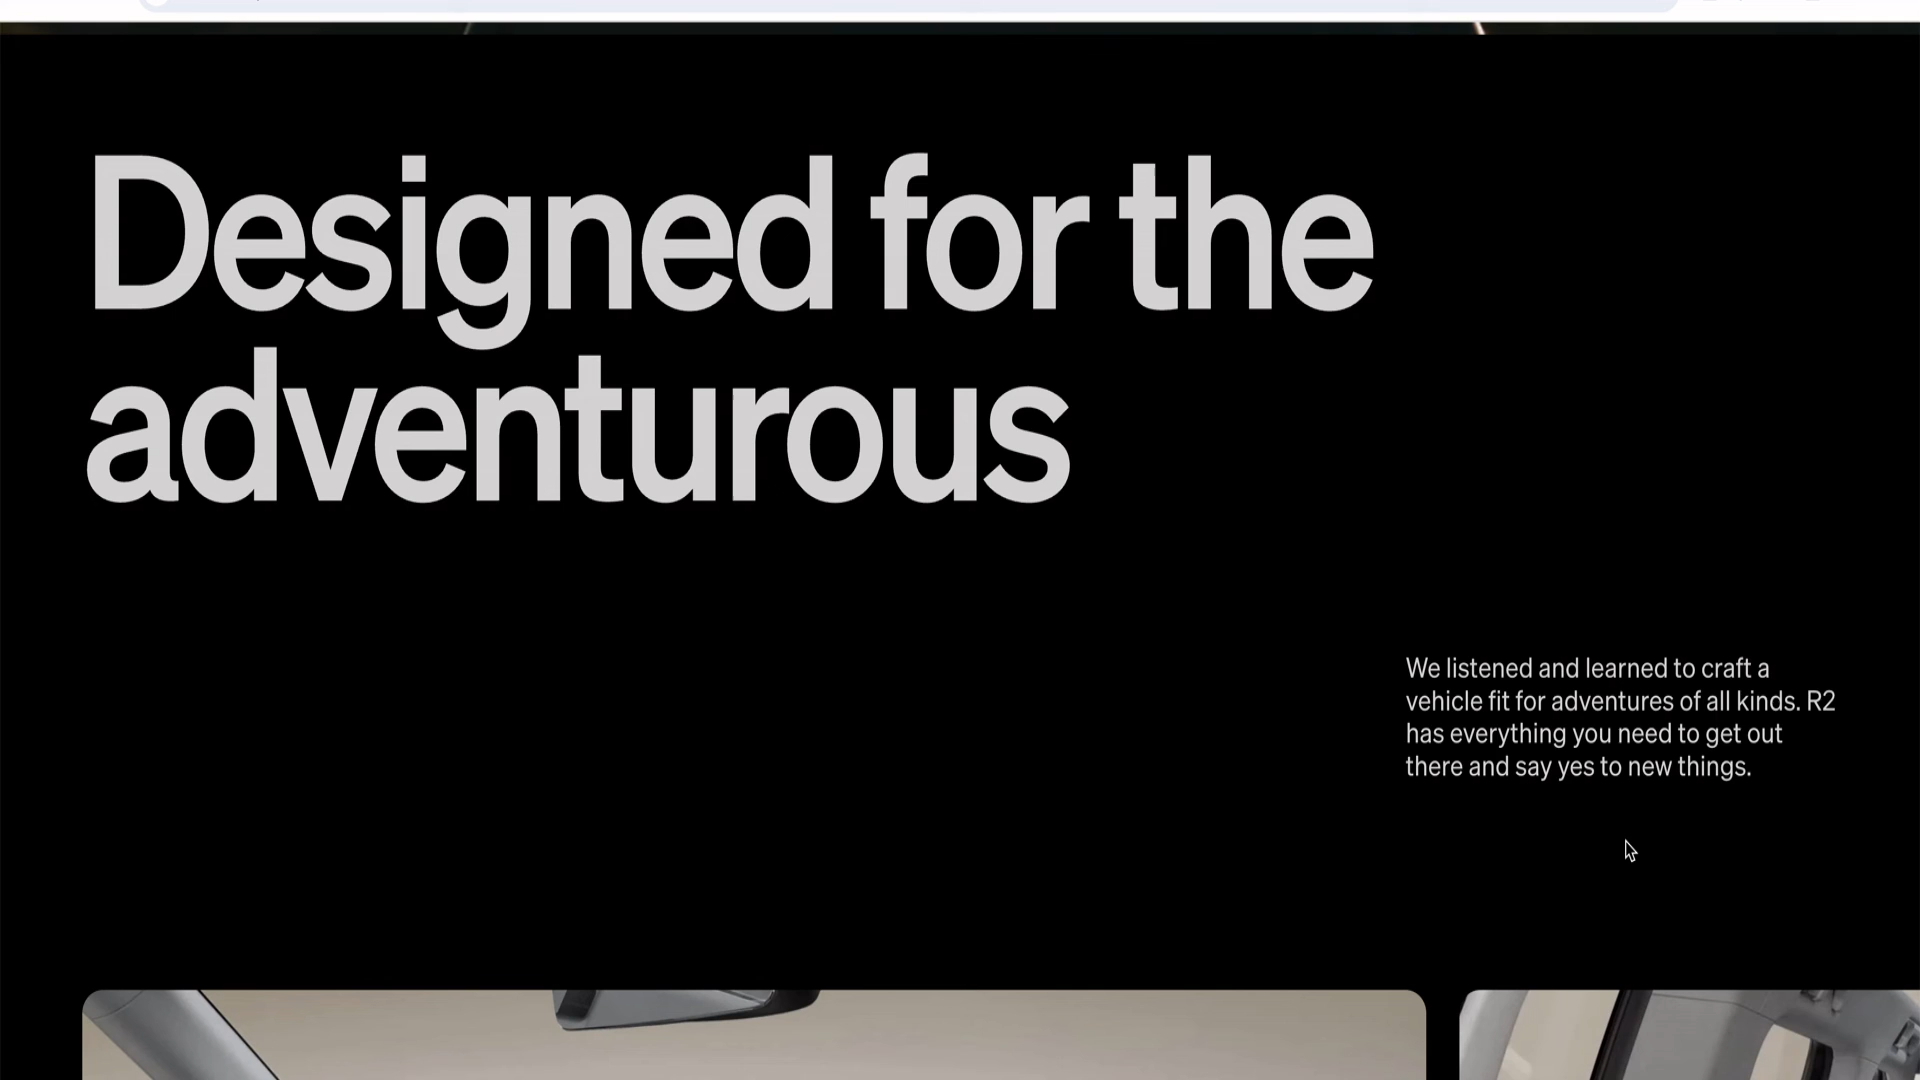 Designed for the
adventurous
We listened and learned to craft a
vehicle fit for adventures of all kinds. R2
has everything you need to get out
there and say yes to new things.